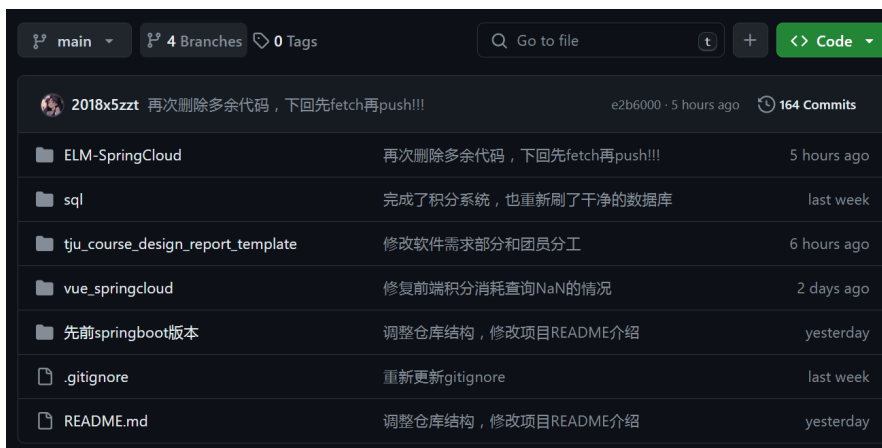 main 4 Branches 0 Tags Go to file t Code
2018x5zzt 再次删除多余代码，下回先fetch再push!!! e2b6000 · 5 hours ago 164 Commits
ELM-SpringCloud 再次删除多余代码，下回先fetch再push!!! 5 hours ago
sql 完成了积分系统，也重新刷了干净的数据库 last week
tju_course_design_report_template 修改软件需求部分和团员分工 6 hours ago
vue_springcloud 修复前端积分消耗查询NaN的情况 2 days ago
先前springboot版本 调整仓库结构，修改项目README介绍 yesterday
.gitignore 重新更新gitignore last week
README.md 调整仓库结构，修改项目README介绍 yesterday